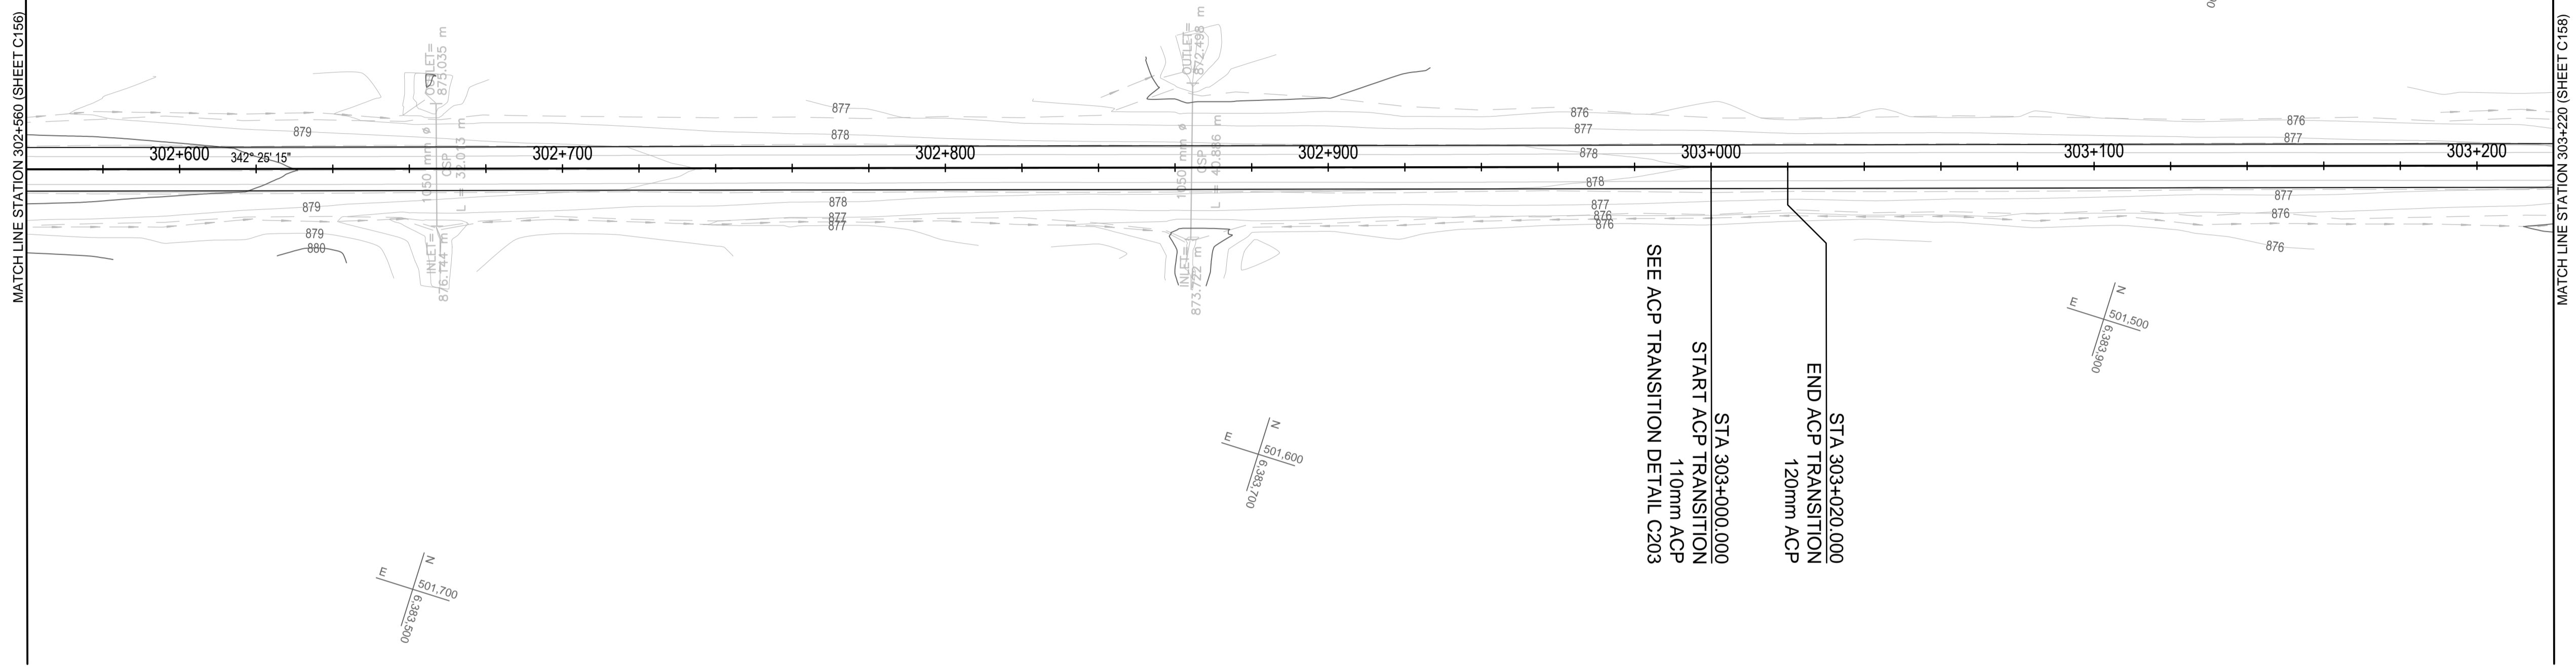 MATCH LINE STATION 302+560 (SHEET C156)
OUTLET=
875.035 m
OUTLET=
872.498 m
877
876
876
879
878
877
877
302+600
342° 25' 15"
302+700
302+800
302+900
878
303+000
303+100
303+200
1050 mm ø
CSP
L = 32.013 m
1050 mm ø
CSP
L = 40.886 m
878
879
878
877
877
879
877
877
876
876
876
880
876
INLET=
876.144 m
INLET=
873.722 m
SEE ACP TRANSITION DETAIL C203
STA 303+000.000
START ACP TRANSITION
110mm ACP
STA 303+020.000
END ACP TRANSITION
120mm ACP
E
N
501,500
6,383,900
E
N
501,600
6,383,700
E
N
501,700
6,383,500
MATCH LINE STATION 303+220 (SHEET C158)